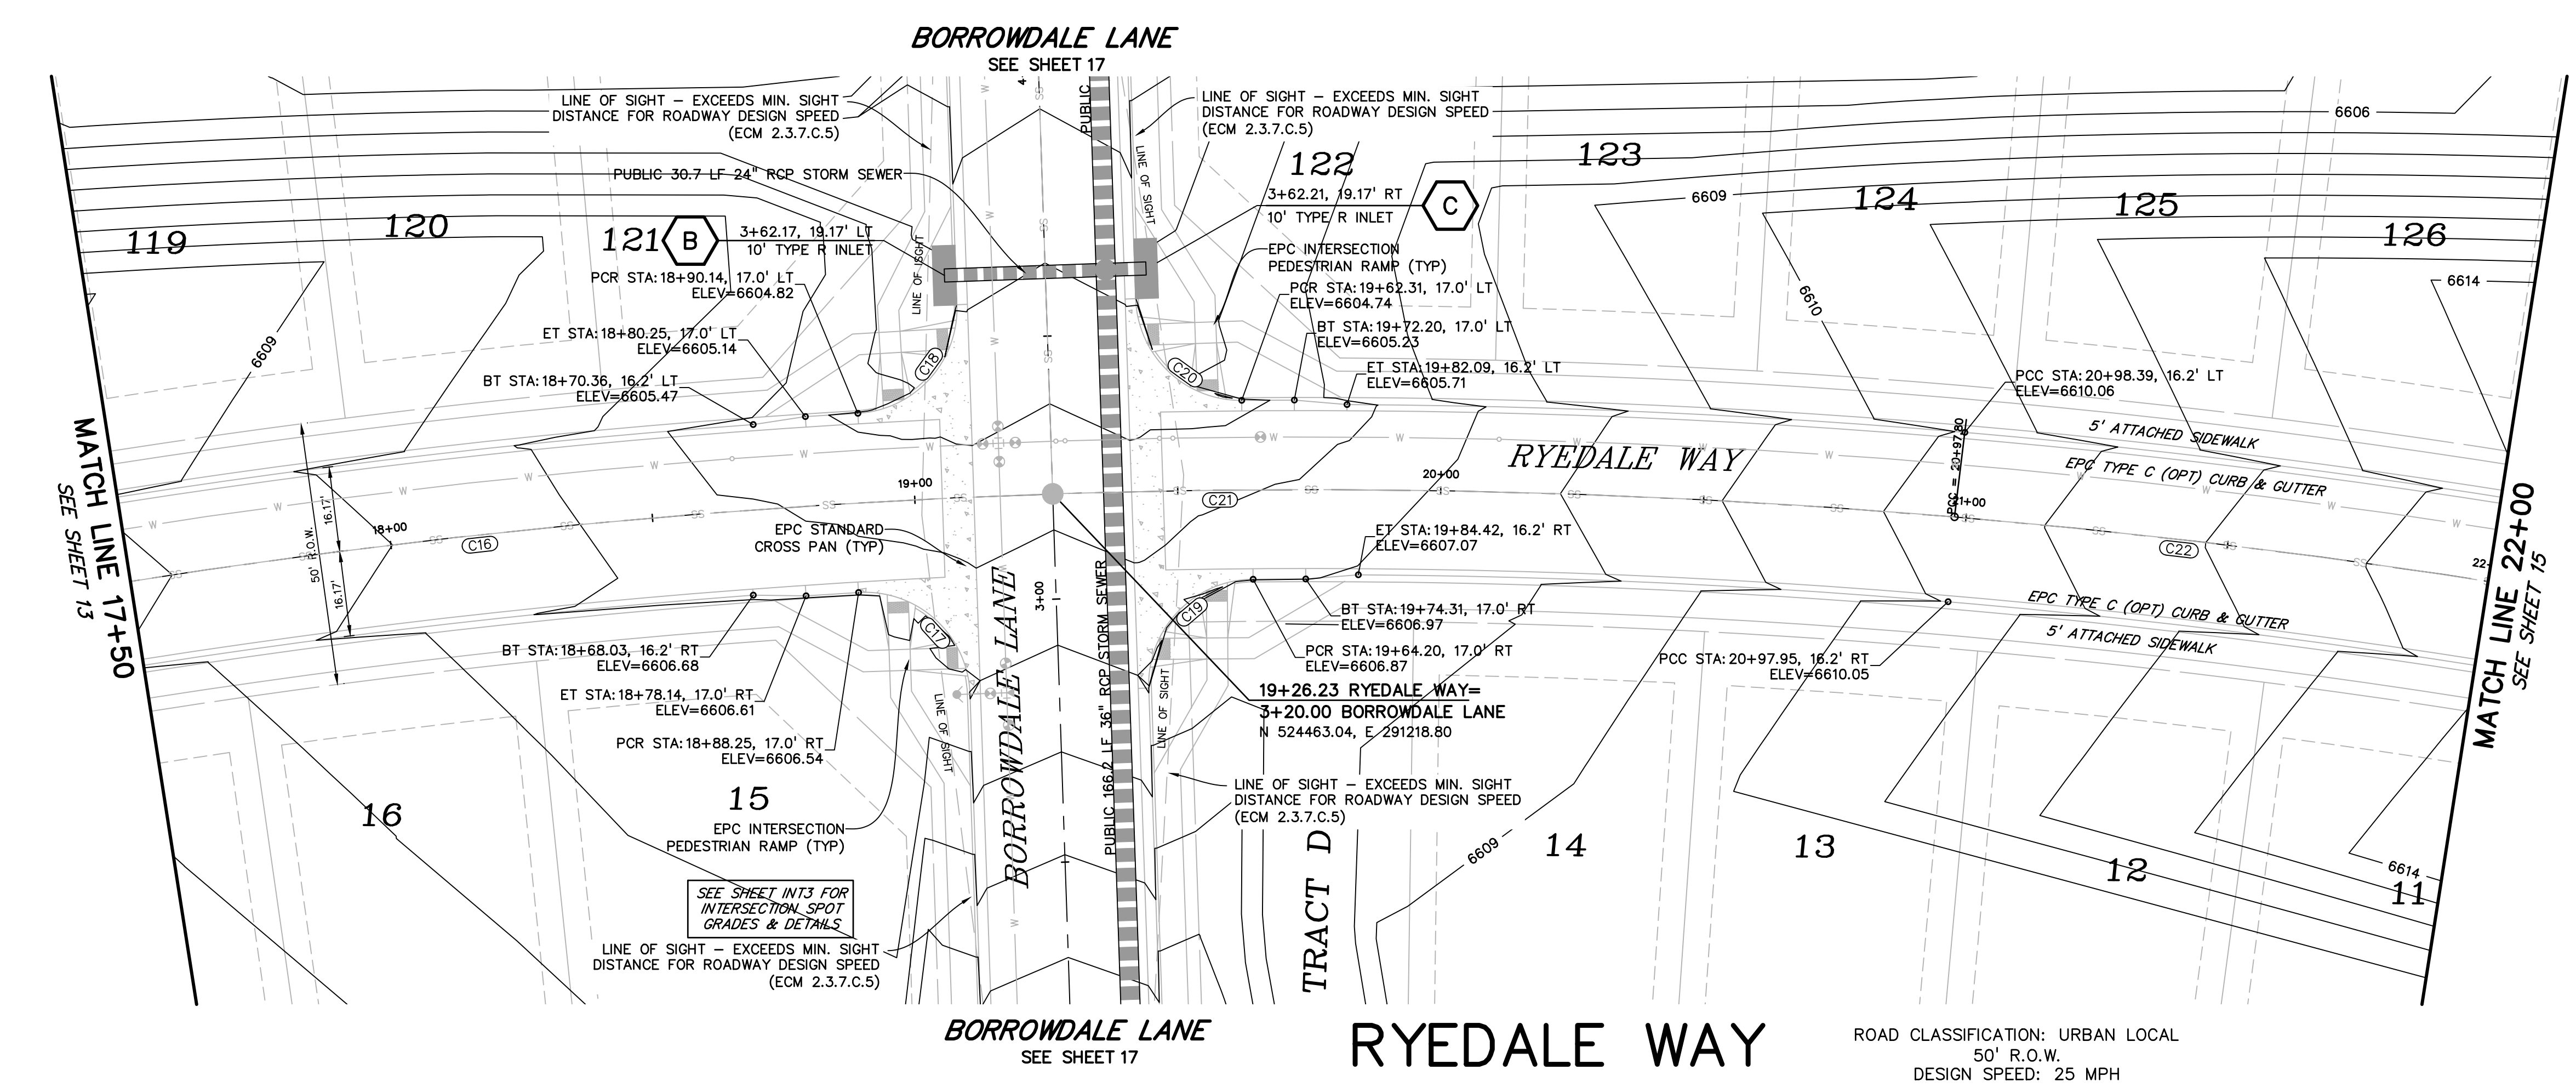 BORROWDALE LANE
SEE SHEET 17
LINE OF SIGHT – EXCEEDS MIN. SIGHT
DISTANCE FOR ROADWAY DESIGN SPEED
(ECM 2.3.7.C.5)
LINE OF SIGHT – EXCEEDS MIN. SIGHT
DISTANCE FOR ROADWAY DESIGN SPEED
(ECM 2.3.7.C.5)
PUBLIC
LINE OF SIGHT
PUBLIC 30.7 LF 24" RCP STORM SEWER
122
123
124
125
126
6606
6609
6610
6614
3+62.21, 19.17' RT
10' TYPE R INLET
C
119
120
121
B
3+62.17, 19.17' LT
10' TYPE R INLET
LINE OF USGHT
EPC INTERSECTION
PEDESTRIAN RAMP (TYP)
PCR STA:18+90.14, 17.0' LT
ELEV=6604.82
PCR STA:19+62.31, 17.0' LT
ELEV=6604.74
ET STA:18+80.25, 17.0' LT
ELEV=6605.14
BT STA:19+72.20, 17.0' LT
ELEV=6605.23
6609
BT STA:18+70.36, 16.2' LT
ELEV=6605.47
C18
C20
ET STA:19+82.09, 16.2' LT
ELEV=6605.71
PCC STA:20+98.39, 16.2' LT
ELEV=6610.06
MATCH LINE 17+50
SEE SHEET 13
5' ATTACHED SIDEWALK
EPC TYPE C (OPT) CURB & GUTTER
RYEDALE WAY
PCC = 20+97.80
18+00
19+00
20+00
21+00
22-
C16
C21
C22
50' R.O.W.
16.17'
16.17'
EPC STANDARD
CROSS PAN (TYP)
ET STA:19+84.42, 16.2' RT
ELEV=6607.07
MATCH LINE 22+00
SEE SHEET 15
3+00
BORROWDALE LANE
PUBLIC 166.2 LF 36" RCP STORM SEWER
C17
C19
BT STA:19+74.31, 17.0' RT
ELEV=6606.97
EPC TYPE C (OPT) CURB & GUTTER
5' ATTACHED SIDEWALK
BT STA:18+68.03, 16.2' RT
ELEV=6606.68
PCR STA:19+64.20, 17.0' RT
ELEV=6606.87
PCC STA:20+97.95, 16.2' RT
ELEV=6610.05
ET STA:18+78.14, 17.0' RT
ELEV=6606.61
LINE OF SIGHT
LINE OF SIGHT
19+26.23 RYEDALE WAY=
3+20.00 BORROWDALE LANE
N 524463.04, E 291218.80
PCR STA:18+88.25, 17.0' RT
ELEV=6606.54
LINE OF SIGHT – EXCEEDS MIN. SIGHT
DISTANCE FOR ROADWAY DESIGN SPEED
(ECM 2.3.7.C.5)
16
15
EPC INTERSECTION
PEDESTRIAN RAMP (TYP)
TRACT D
6609
14
13
12
11
6614
SEE SHEET INT3 FOR
INTERSECTION SPOT
GRADES & DETAILS
LINE OF SIGHT – EXCEEDS MIN. SIGHT
DISTANCE FOR ROADWAY DESIGN SPEED
(ECM 2.3.7.C.5)
BORROWDALE LANE
SEE SHEET 17
RYEDALE WAY
ROAD CLASSIFICATION: URBAN LOCAL
50' R.O.W.
DESIGN SPEED: 25 MPH